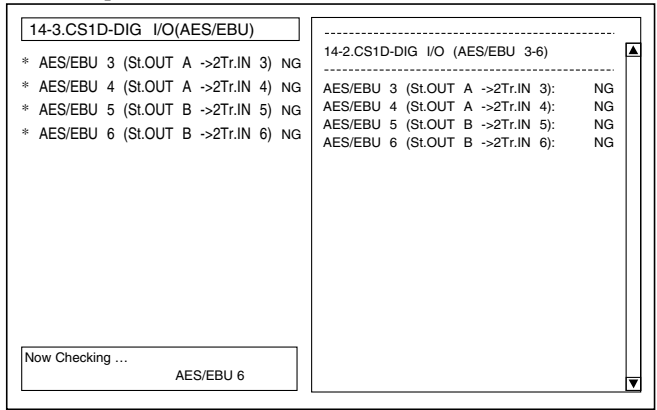 14-3.CS1D-DIG I/O(AES/EBU)
* AES/EBU 3 (St.OUT A ->2Tr.IN 3) NG
* AES/EBU 4 (St.OUT A ->2Tr.IN 4) NG
* AES/EBU 5 (St.OUT B ->2Tr.IN 5) NG
* AES/EBU 6 (St.OUT B ->2Tr.IN 6) NG
Now Checking ...
AES/EBU 6
--------------------------------------------------
14-2.CS1D-DIG I/O (AES/EBU 3-6)
--------------------------------------------------
AES/EBU 3 (St.OUT A ->2Tr.IN 3): NG
AES/EBU 4 (St.OUT A ->2Tr.IN 4): NG
AES/EBU 5 (St.OUT B ->2Tr.IN 5): NG
AES/EBU 6 (St.OUT B ->2Tr.IN 6): NG